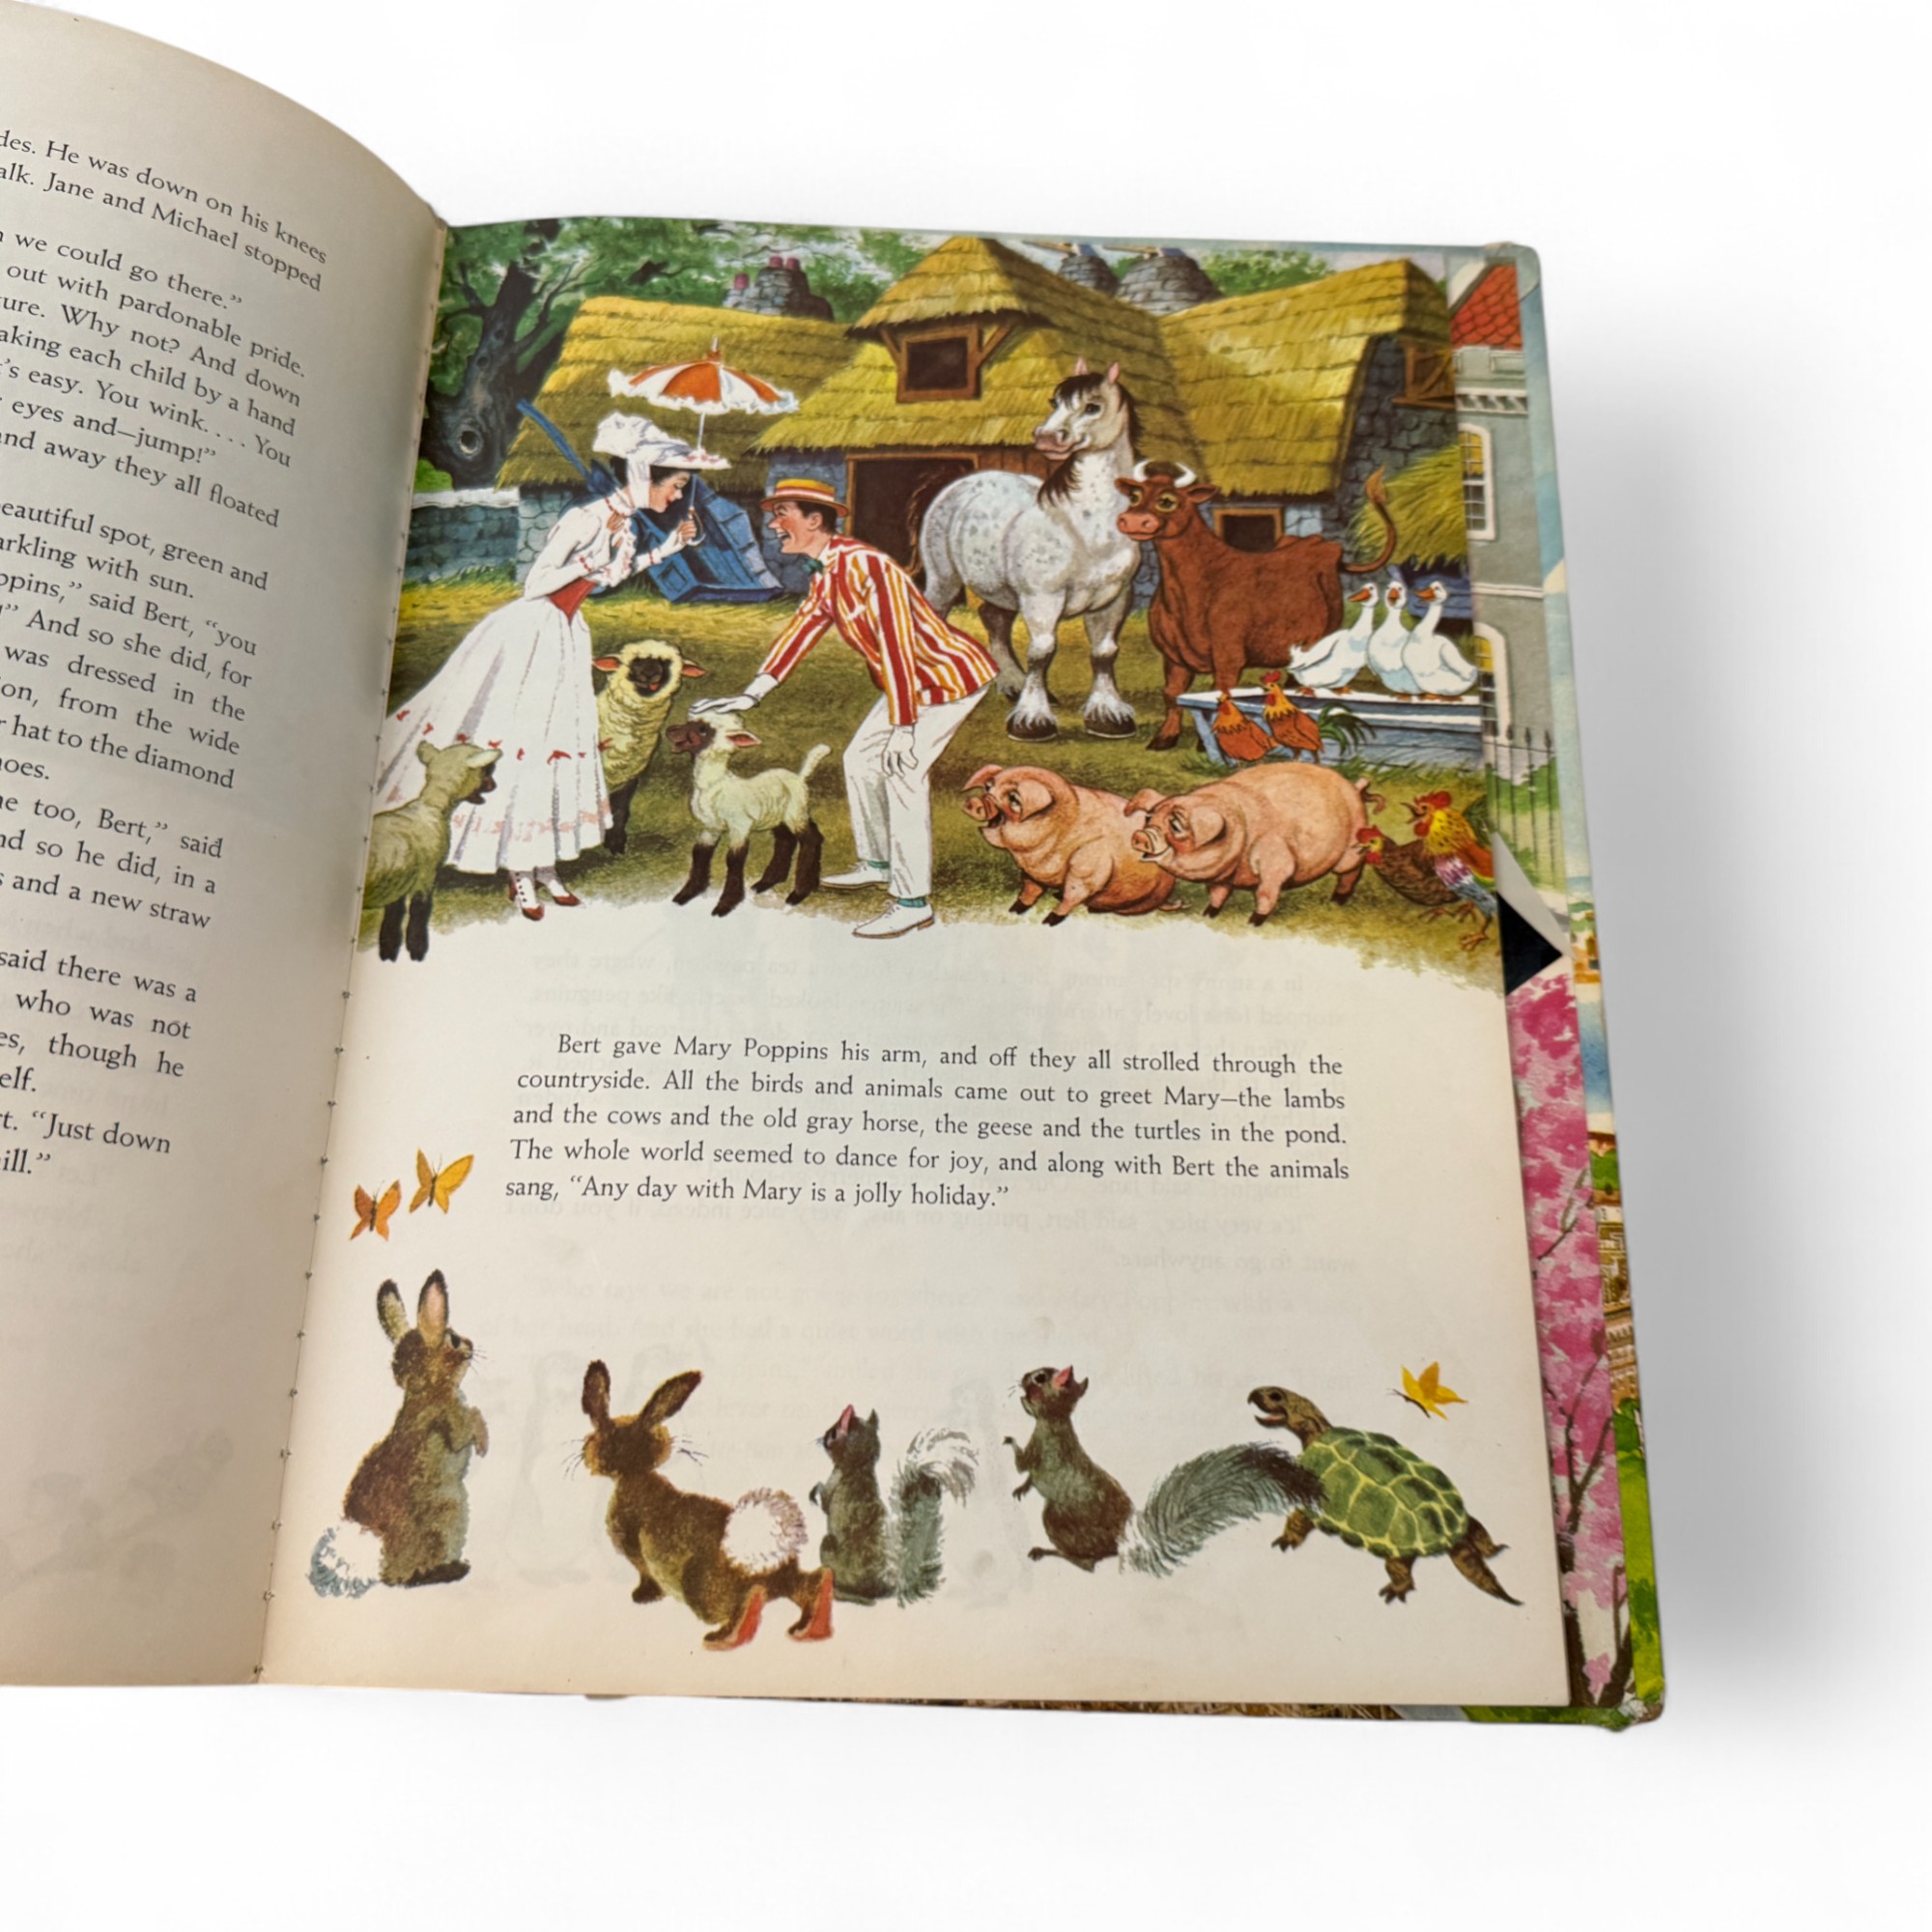 des. He was down on his knees
alk. Jane and Michael stopped
we could go there.”
out with pardonable pride.
ure. Why not? And down
aking each child by a hand
’s easy. You wink.... You
eyes and—jump!”
nd away they all floated
eautiful spot, green and
arkling with sun.
ppins,” said Bert, “you
” And so she did, for
was dressed in the
on, from the wide
hat to the diamond
oes.
e too, Bert,” said
nd so he did, in a
s and a new straw
said there was a
who was not
es, though he
elf.
t. “Just down
ill.”
Bert gave Mary Poppins his arm, and off they all strolled through the
countryside. All the birds and animals came out to greet Mary—the lambs
and the cows and the old gray horse, the geese and the turtles in the pond.
The whole world seemed to dance for joy, and along with Bert the animals
sang, “Any day with Mary is a jolly holiday.”